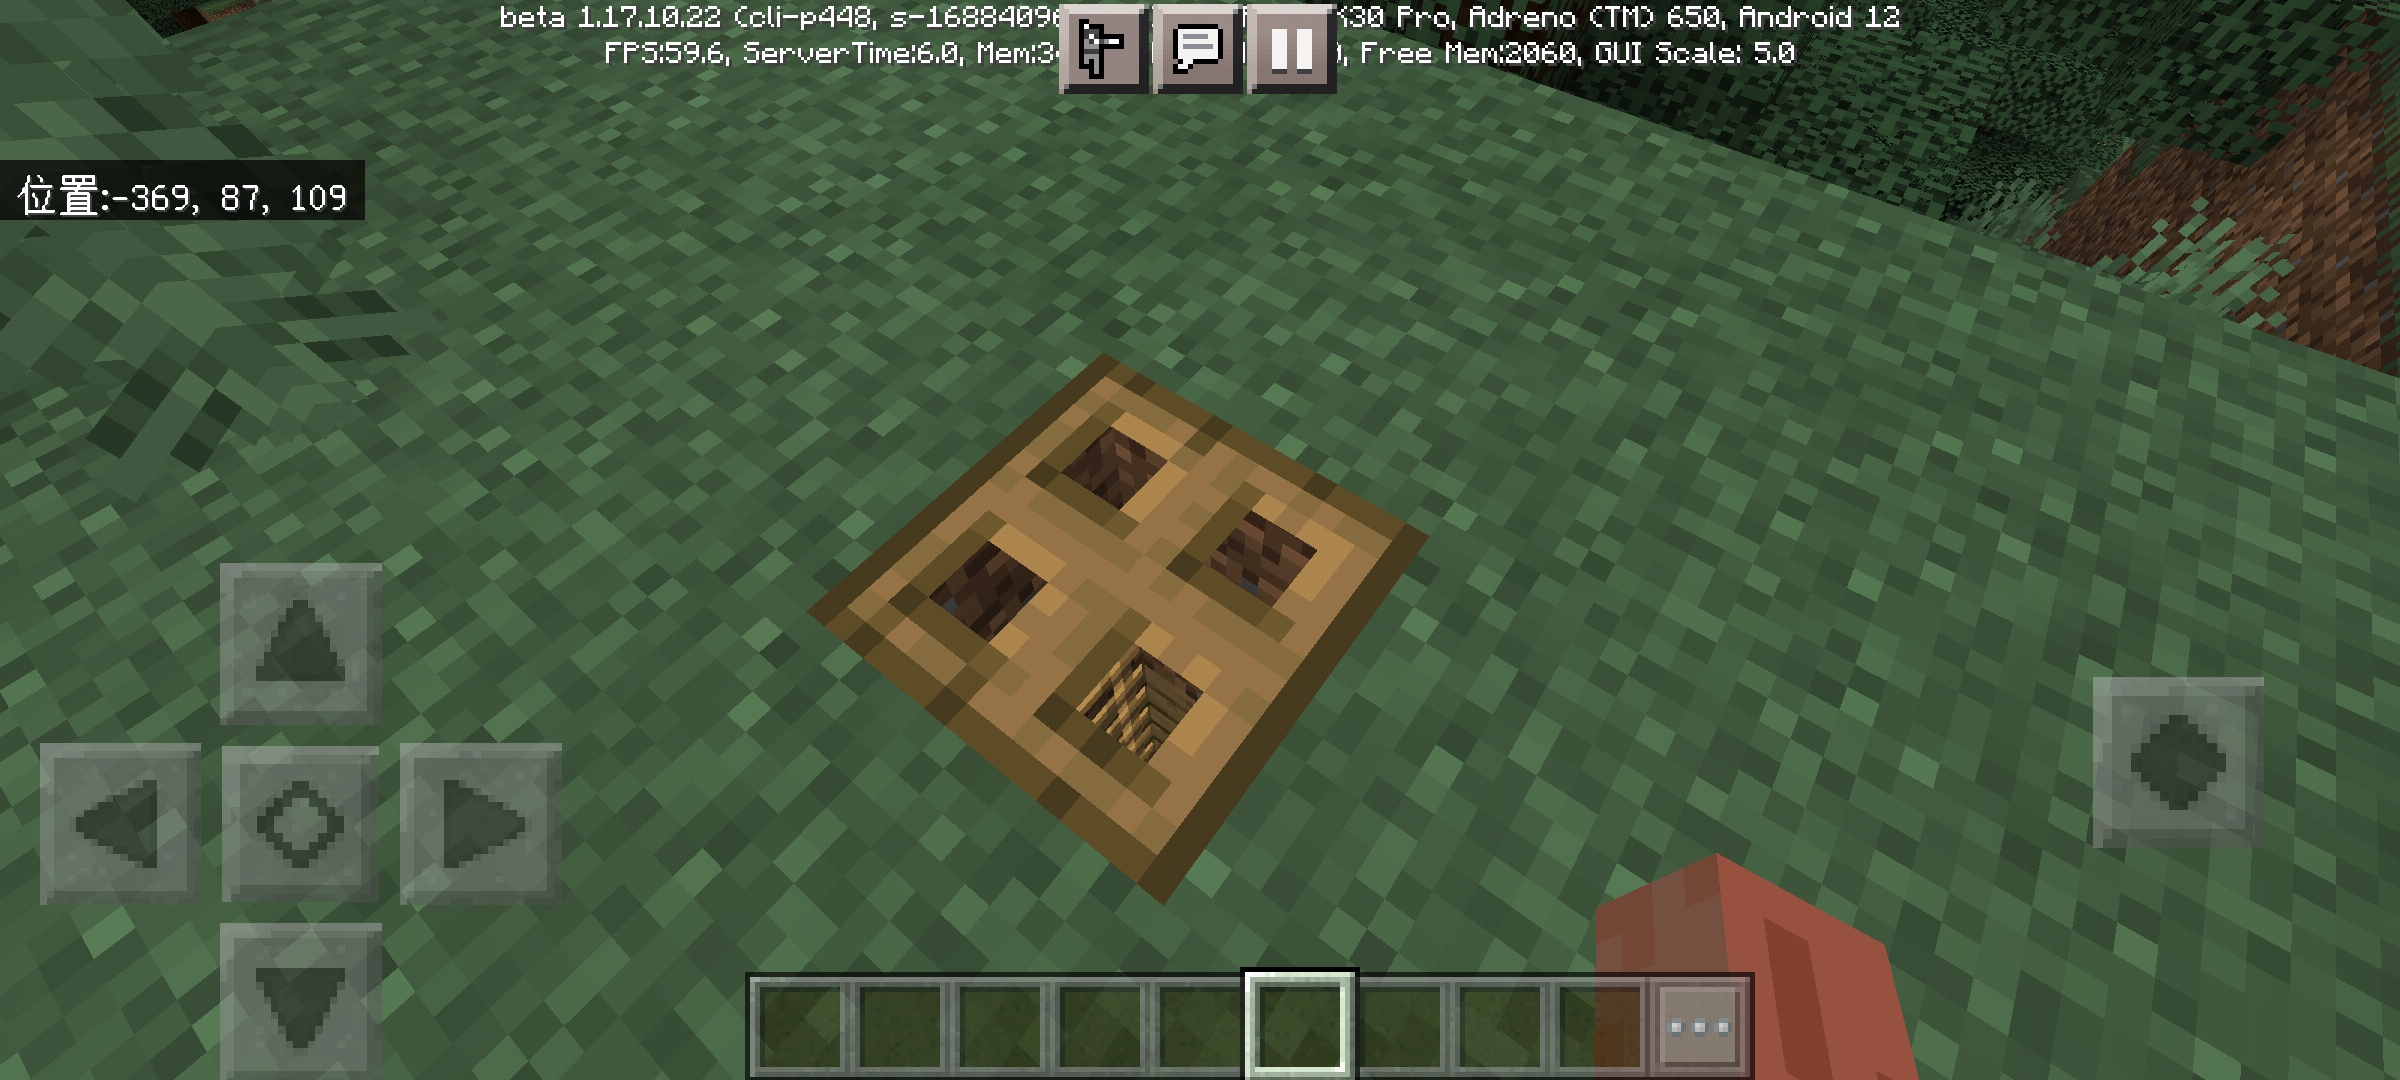 beta 1.17.10.22 (cli-p448, s-1688409 K30 Pro, Adreno (TM) 650, Android 12
FPS:59.6, ServerTime:6.0, Mem:3 Free Mem:2060, GUI Scale: 5.0
位置:-369, 87, 109